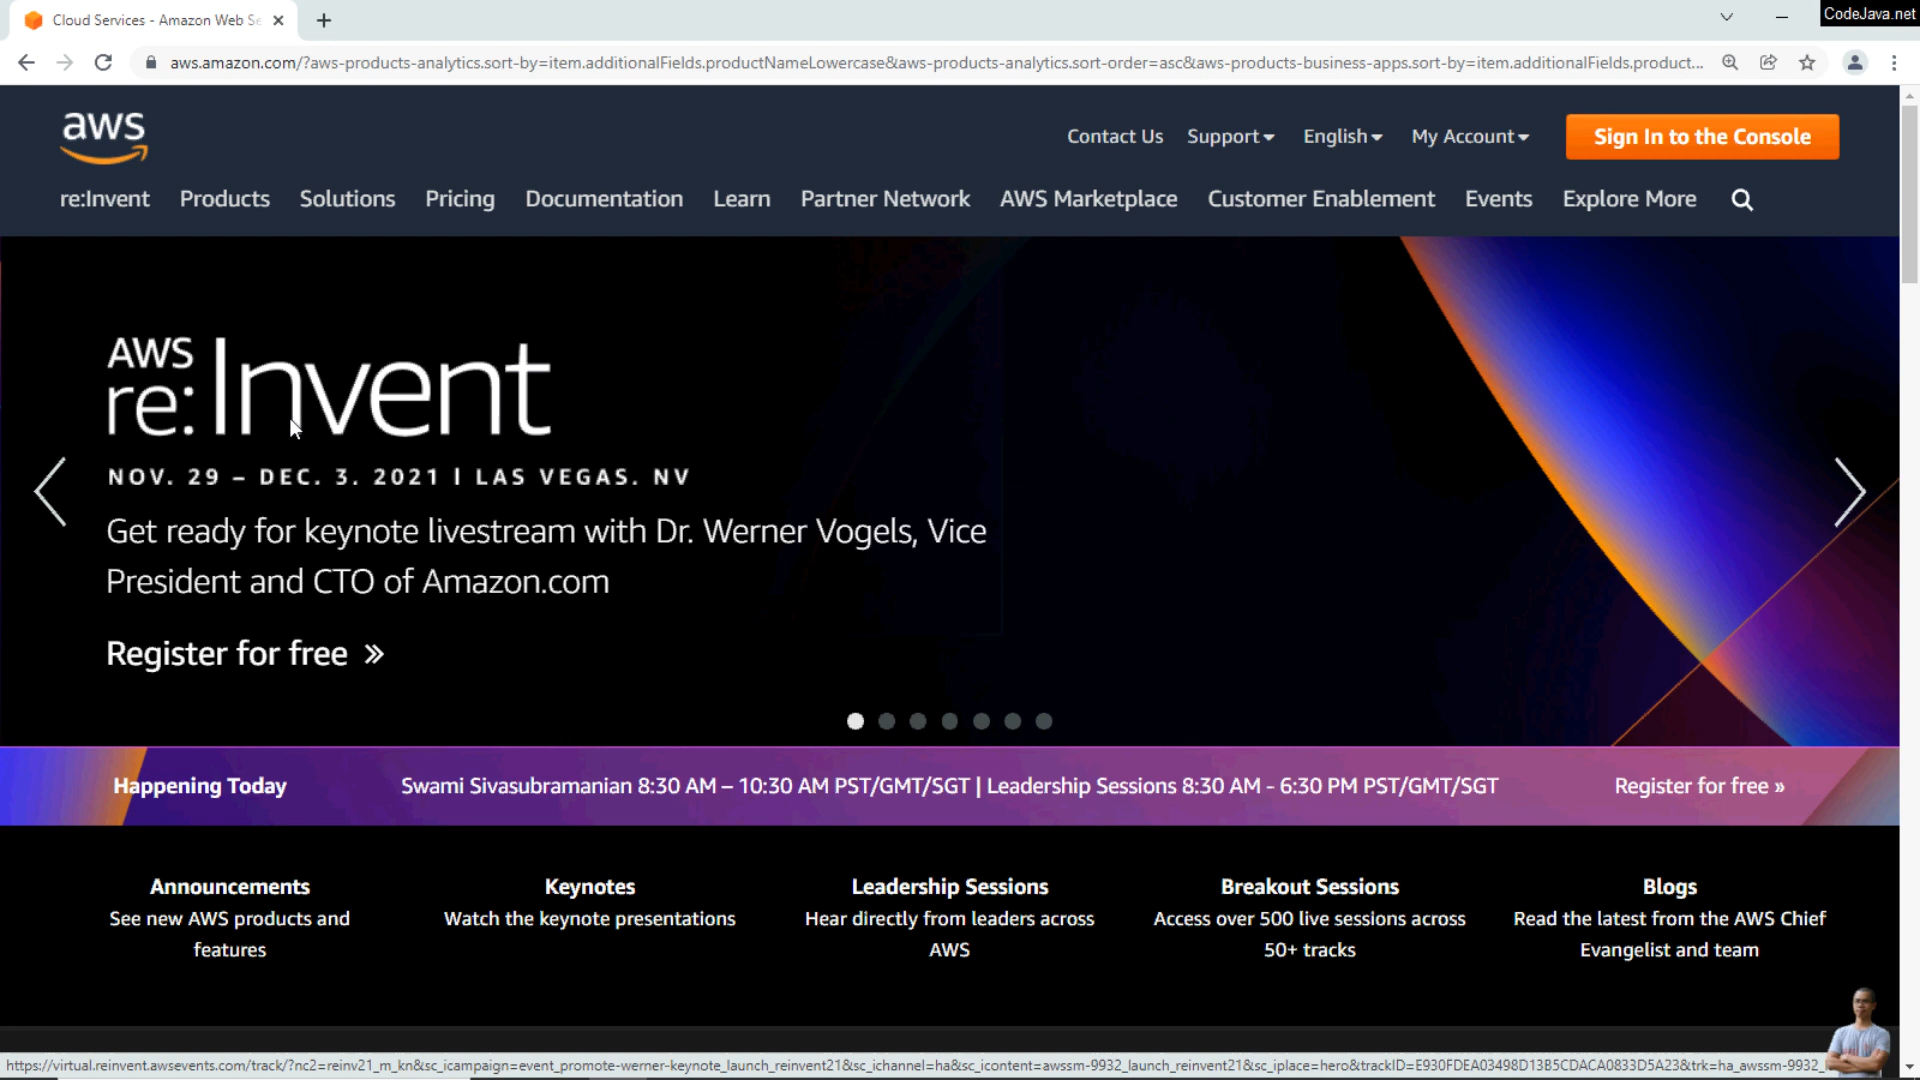 Cloud Services - Amazon Web Se
CodeJava.net
aws.amazon.com/?aws-products-analytics.sort-by=item.additionalFields.productNameLowercase&aws-products-analytics.sort-order=asc&aws-products-business-apps.sort-by=item.additionalFields.product...
aws
Contact Us Support English My Account Sign In to the Console
re:Invent Products Solutions Pricing Documentation Learn Partner Network AWS Marketplace Customer Enablement Events Explore More
AWS
re:Invent
NOV. 29 – DEC. 3. 2021 | LAS VEGAS. NV
Get ready for keynote livestream with Dr. Werner Vogels, Vice
President and CTO of Amazon.com
Register for free »
Happening Today Swami Sivasubramanian 8:30 AM – 10:30 AM PST/GMT/SGT | Leadership Sessions 8:30 AM - 6:30 PM PST/GMT/SGT Register for free »
Announcements Keynotes Leadership Sessions Breakout Sessions Blogs
See new AWS products and Watch the keynote presentations Hear directly from leaders across Access over 500 live sessions across Read the latest from the AWS Chief
features AWS 50+ tracks Evangelist and team
https://virtual.reinvent.awsevents.com/track/?nc2=reinv21_m_kn&sc_icampaign=event_promote-werner-keynote_launch_reinvent21&sc_ichannel=ha&sc_icontent=awssm-9932_launch_reinvent21&sc_iplace=hero&trackID=E930FDEA03498D13B5CDACA0833D5A23&trk=ha_awssm-9932_l